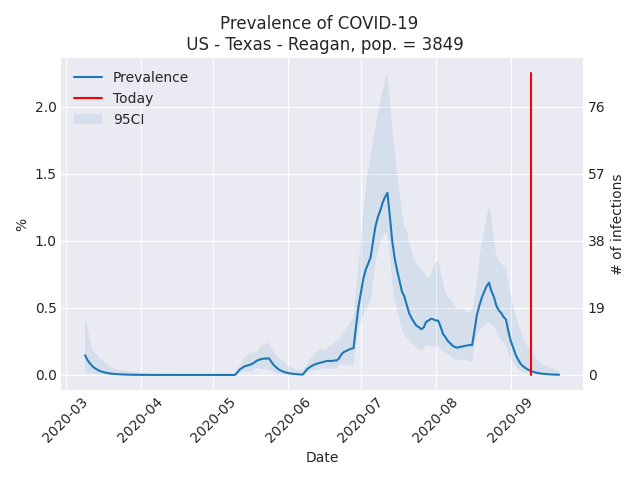 Prevalence of COVID-19
US - Texas - Reagan, pop. = 3849
Prevalence
Today
95CI
2.0
1.5
1.0
0.5
0.0
%
76
57
38
19
0
# of infections
2020-03
2020-04
2020-05
2020-06
2020-07
2020-08
2020-09
Date